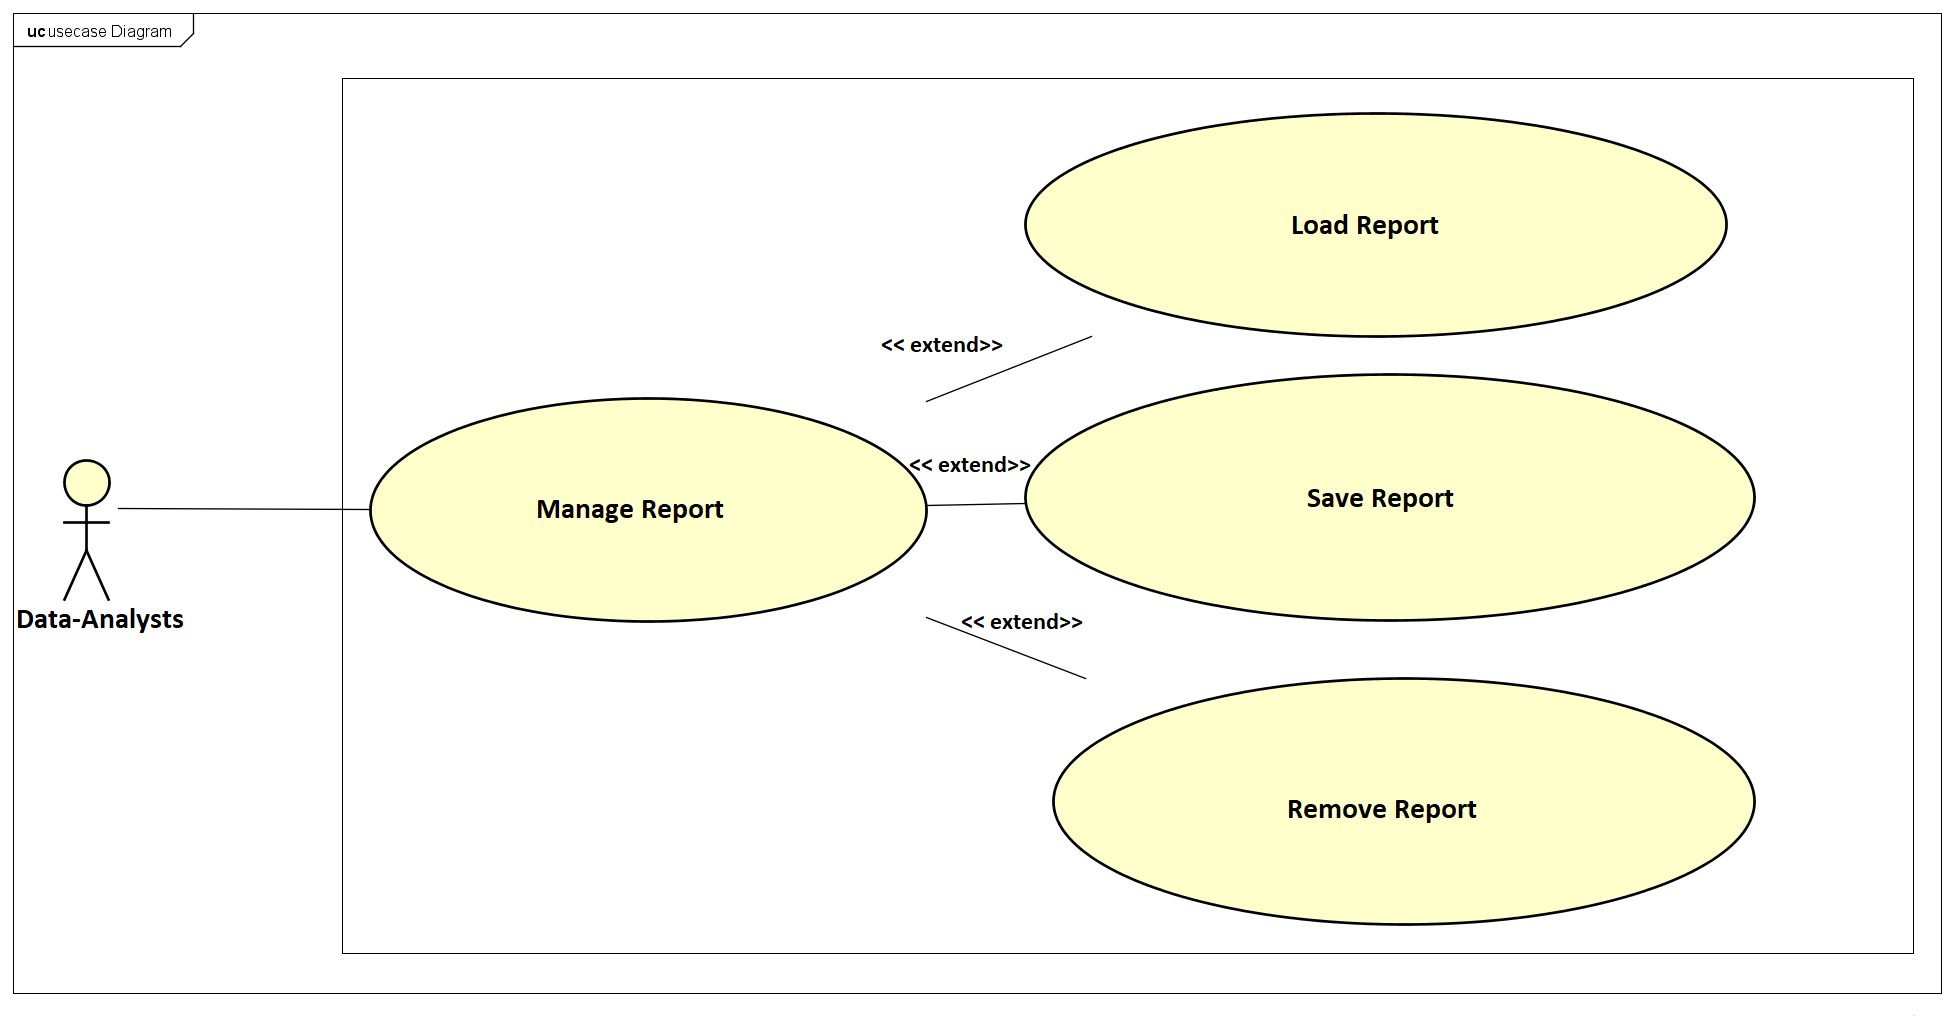 uc usecase Diagram
Load Report
<< extend>>
<< extend>>
Save Report
Manage Report
Data-Analysts
<< extend>>
Remove Report